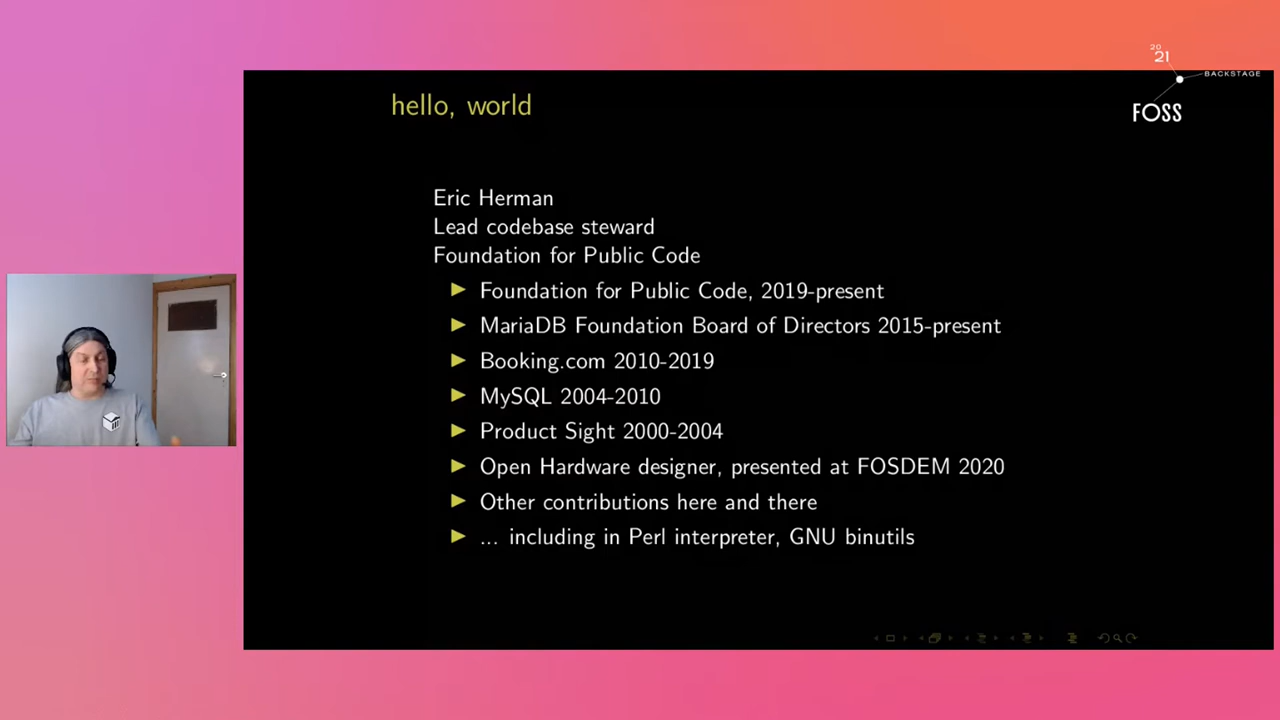 20
21
BACKSTAGE
FOSS
hello, world
Eric Herman
Lead codebase steward
Foundation for Public Code
Foundation for Public Code, 2019-present
MariaDB Foundation Board of Directors 2015-present
Booking.com 2010-2019
MySQL 2004-2010
Product Sight 2000-2004
Open Hardware designer, presented at FOSDEM 2020
Other contributions here and there
... including in Perl interpreter, GNU binutils